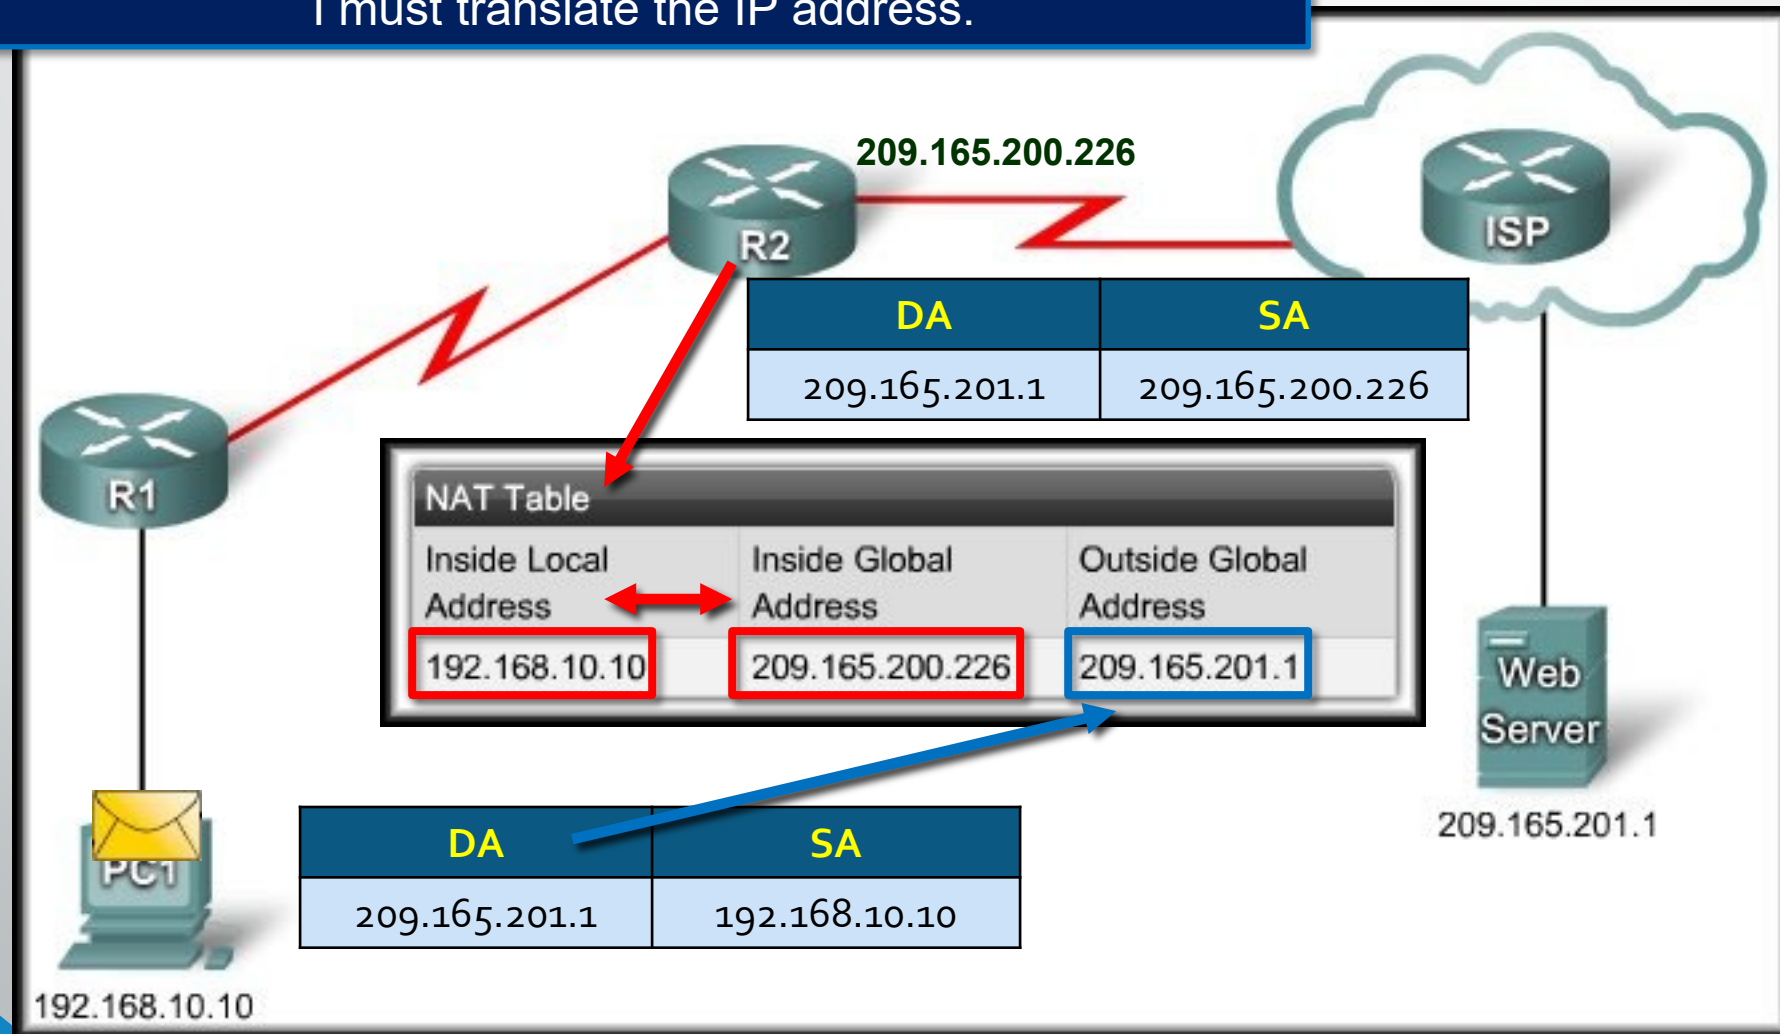 I must translate the IP address.
209.165.200.226
R2
ISP
DA SA
209.165.201.1 209.165.200.226
R1
NAT Table
Inside Local Address Inside Global Address Outside Global Address
192.168.10.10 209.165.200.226 209.165.201.1
Web
Server
209.165.201.1
PC1
DA SA
209.165.201.1 192.168.10.10
192.168.10.10